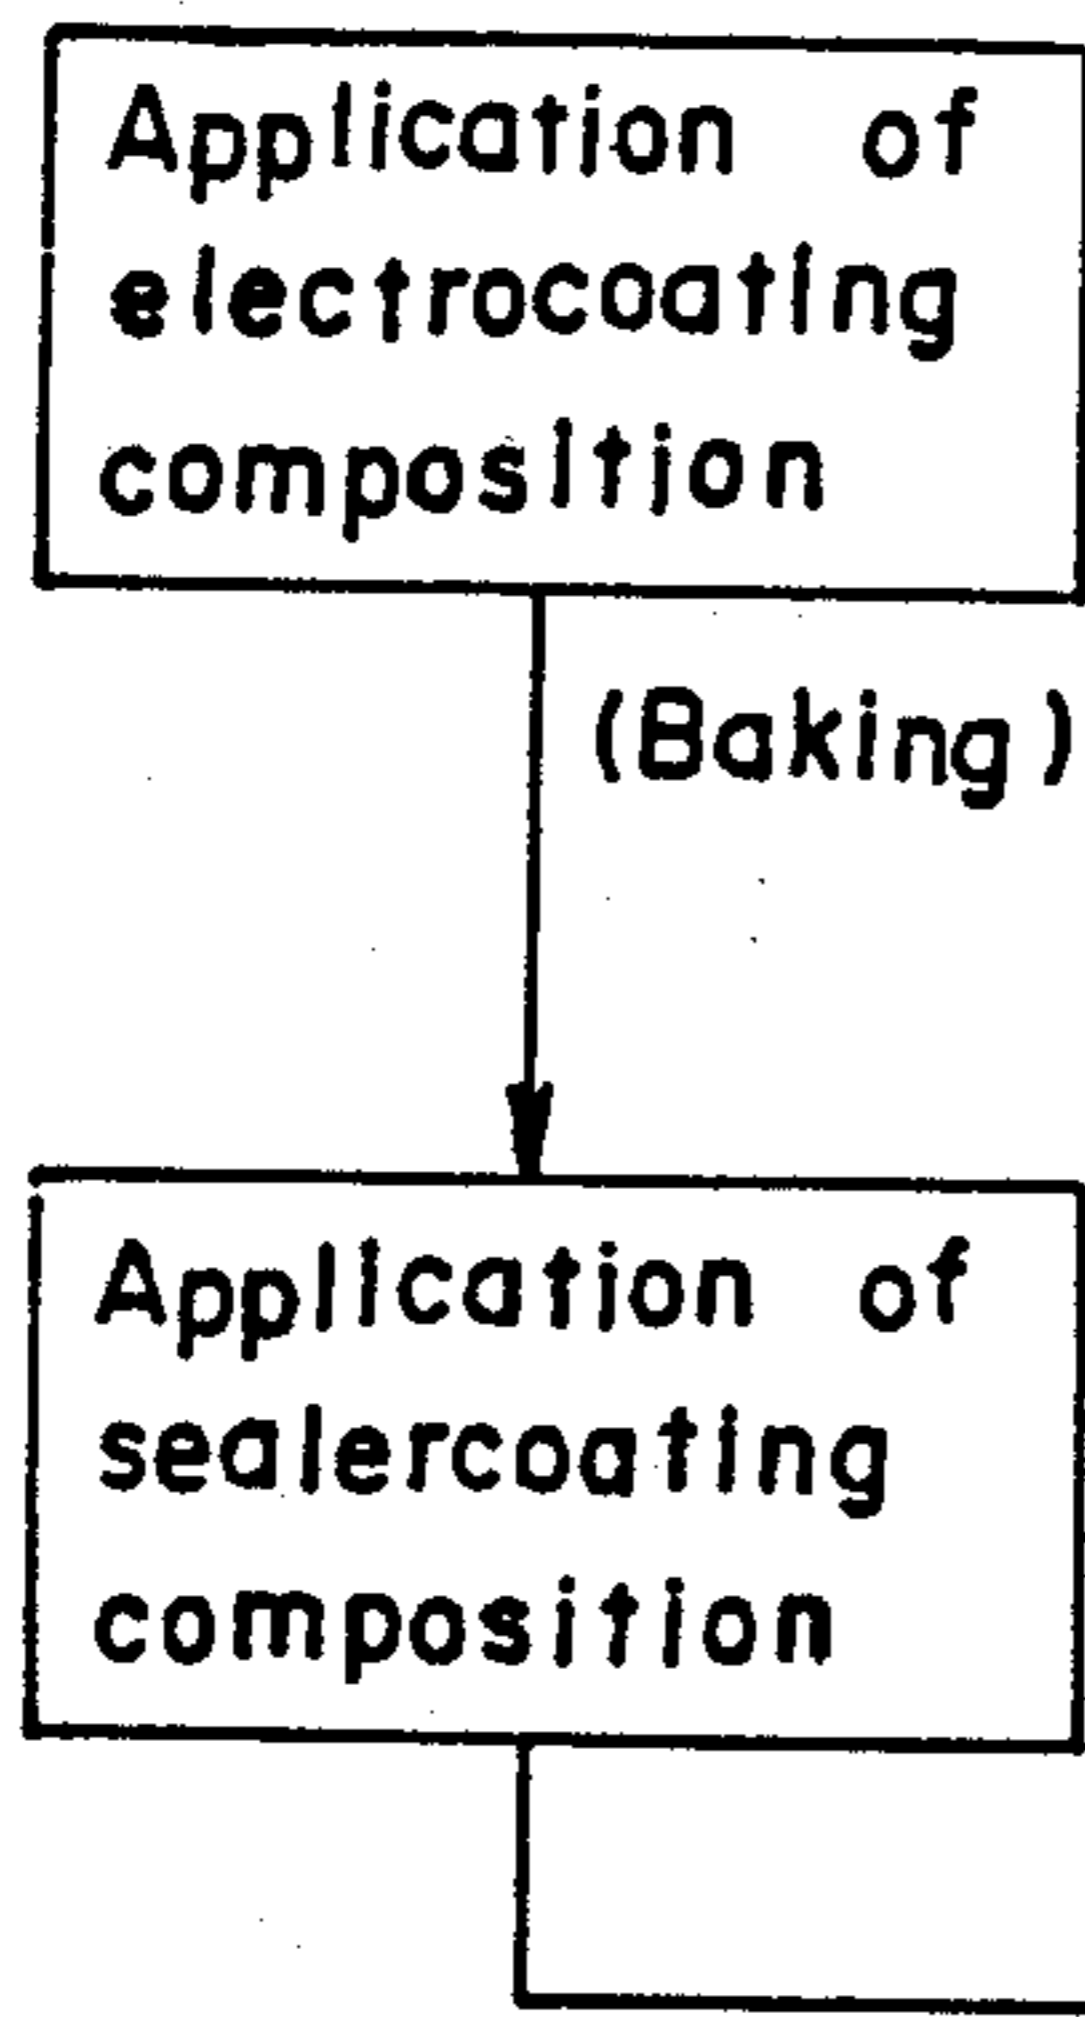 Application of
electrocoating
composition
(Baking)
Application of
sealercoating
composition